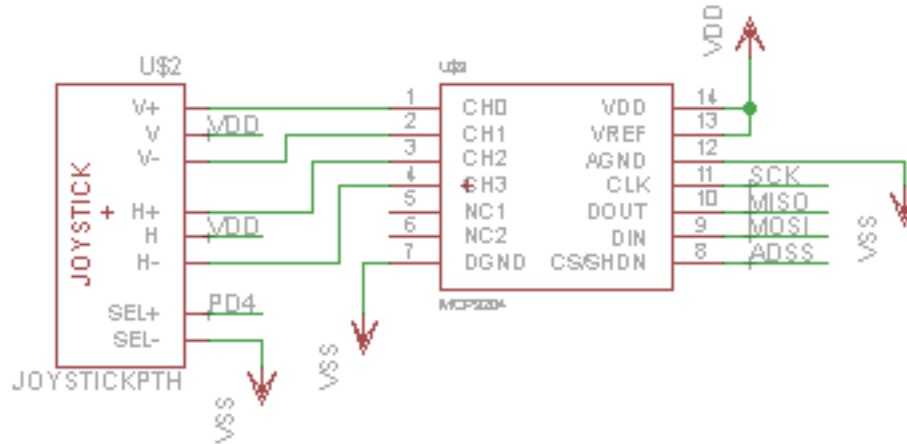 U$2
JOYSTICK
V+
V
V-
H+
H
H-
SEL+
SEL-
JOYSTICKPTH
VDD
VDD
PD4
VSS
VSS
1
2
3
4
5
6
7
CH0
CH1
CH2
CH3
NC1
NC2
DGND
VDD
VREF
AGND
CLK
DOUT
DIN
CS/SHDN
14
13
12
11
10
9
8
MCP3204
VDD
SCK
MISO
MOSI
ADSS
VSS